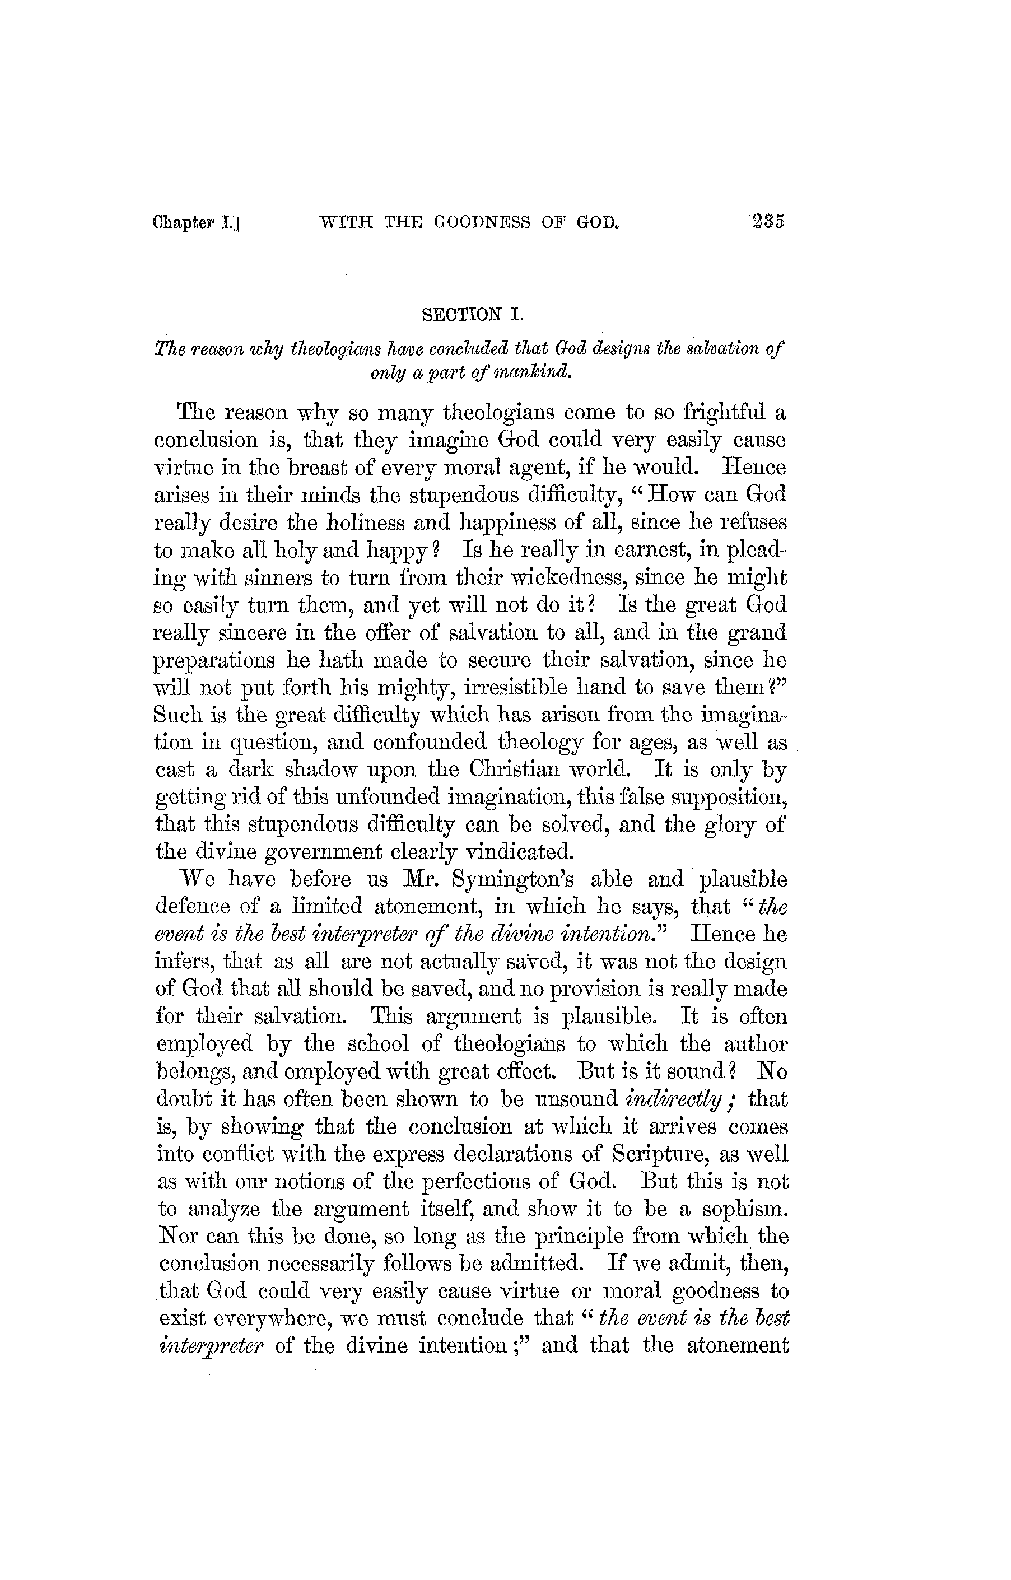 Chapter I.] WITH THE GOODNESS OF GOD. 235
SECTION I.
The reason why theologians have concluded that God designs the salvation of
only a part of mankind.
The reason why so many theologians come to so frightful a
conclusion is, that they imagine God could very easily cause
virtue in the breast of every moral agent, if he would. Hence
arises in their minds the stupendous difficulty, “How can God
really desire the holiness and happiness of all, since he refuses
to make all holy and happy? Is he really in earnest, in plead-
ing with sinners to turn from their wickedness, since he might
so easily turn them, and yet will not do it? Is the great God
really sincere in the offer of salvation to all, and in the grand
preparations he hath made to secure their salvation, since he
will not put forth his mighty, irresistible hand to save them?”
Such is the great difficulty which has arisen from the imagina-
tion in question, and confounded theology for ages, as well as
cast a dark shadow upon the Christian world. It is only by
getting rid of this unfounded imagination, this false supposition,
that this stupendous difficulty can be solved, and the glory of
the divine government clearly vindicated.
We have before us Mr. Symington’s able and plausible
defence of a limited atonement, in which he says, that “the
event is the best interpreter of the divine intention.” Hence he
infers, that as all are not actually saved, it was not the design
of God that all should be saved, and no provision is really made
for their salvation. This argument is plausible. It is often
employed by the school of theologians to which the author
belongs, and employed with great effect. But is it sound? No
doubt it has often been shown to be unsound indirectly; that
is, by showing that the conclusion at which it arrives comes
into conflict with the express declarations of Scripture, as well
as with our notions of the perfections of God. But this is not
to analyze the argument itself, and show it to be a sophism.
Nor can this be done, so long as the principle from which the
conclusion necessarily follows be admitted. If we admit, then,
that God could very easily cause virtue or moral goodness to
exist everywhere, we must conclude that “the event is the best
interpreter of the divine intention;” and that the atonement